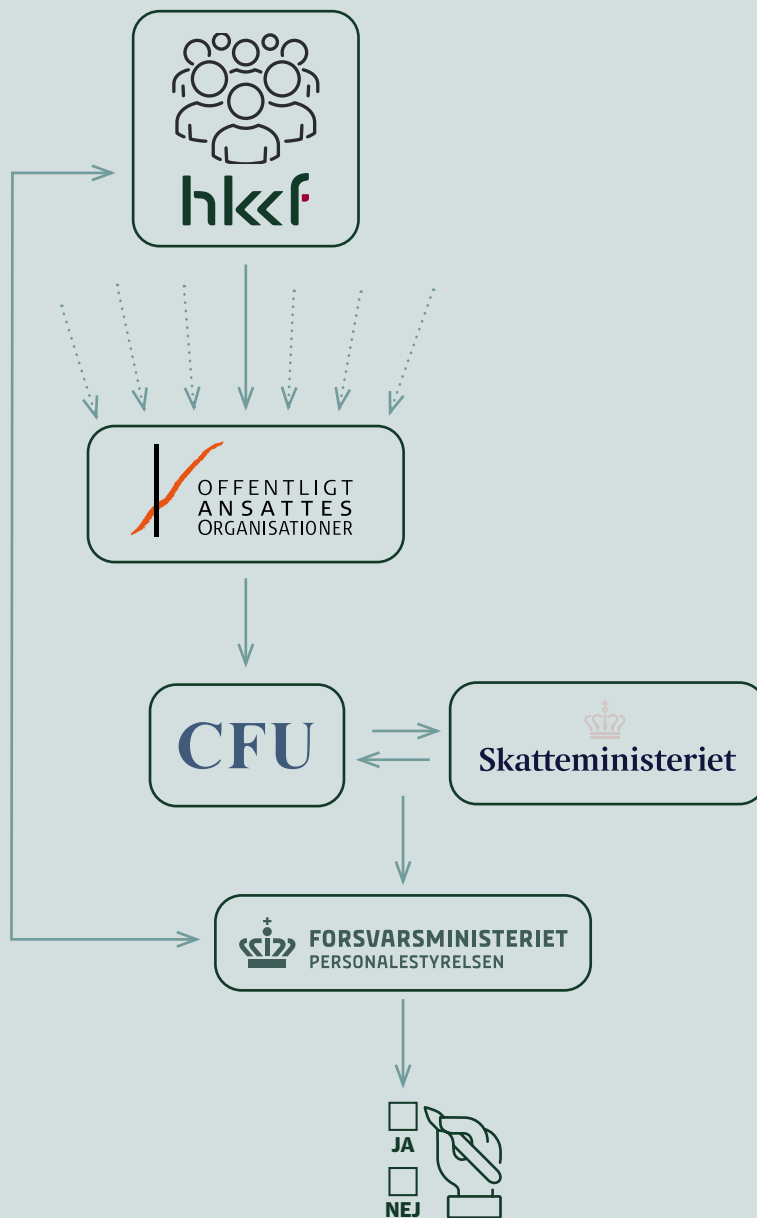 hkkf
OFFENTLIGT
ANSATTES
ORGANISATIONER
CFU
Skatteministeriet
FORSVARSMINISTERIET
PERSONALESTYRELSEN
JA
NEJ